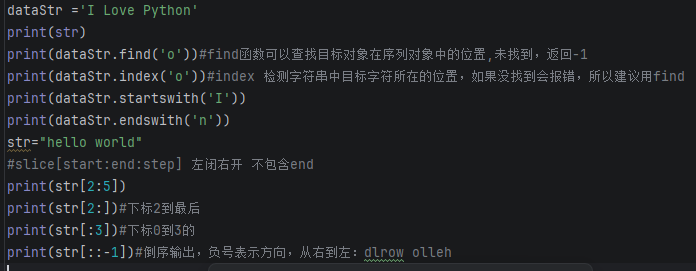 dataStr ='I Love Python'
print(str)
print(dataStr.find('o'))#find函数可以查找目标对象在序列对象中的位置,未找到，返回-1
print(dataStr.index('o'))#index 检测字符串中目标字符所在的位置，如果没找到会报错，所以建议用find
print(dataStr.startswith('I'))
print(dataStr.endswith('n'))
str="hello world"
#slice[start:end:step] 左闭右开 不包含end
print(str[2:5])
print(str[2:])#下标2到最后
print(str[:3])#下标0到3的
print(str[::-1])#倒序输出，负号表示方向，从右到左：dlrow olleh